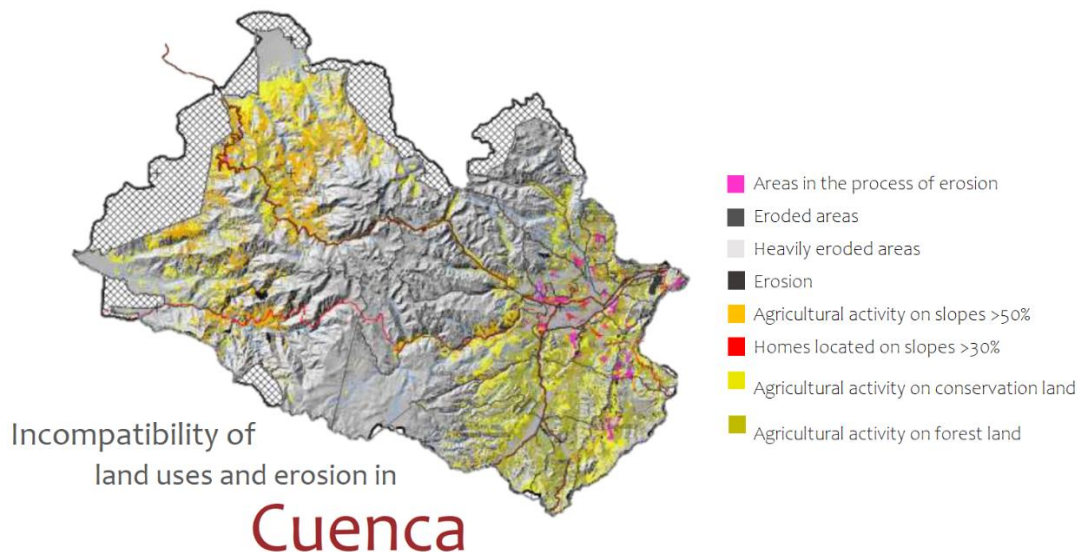 Areas in the process of erosion
Eroded areas
Heavily eroded areas
Erosion
Agricultural activity on slopes >50%
Homes located on slopes >30%
Agricultural activity on conservation land
Agricultural activity on forest land
Incompatibility of
land uses and erosion in
Cuenca